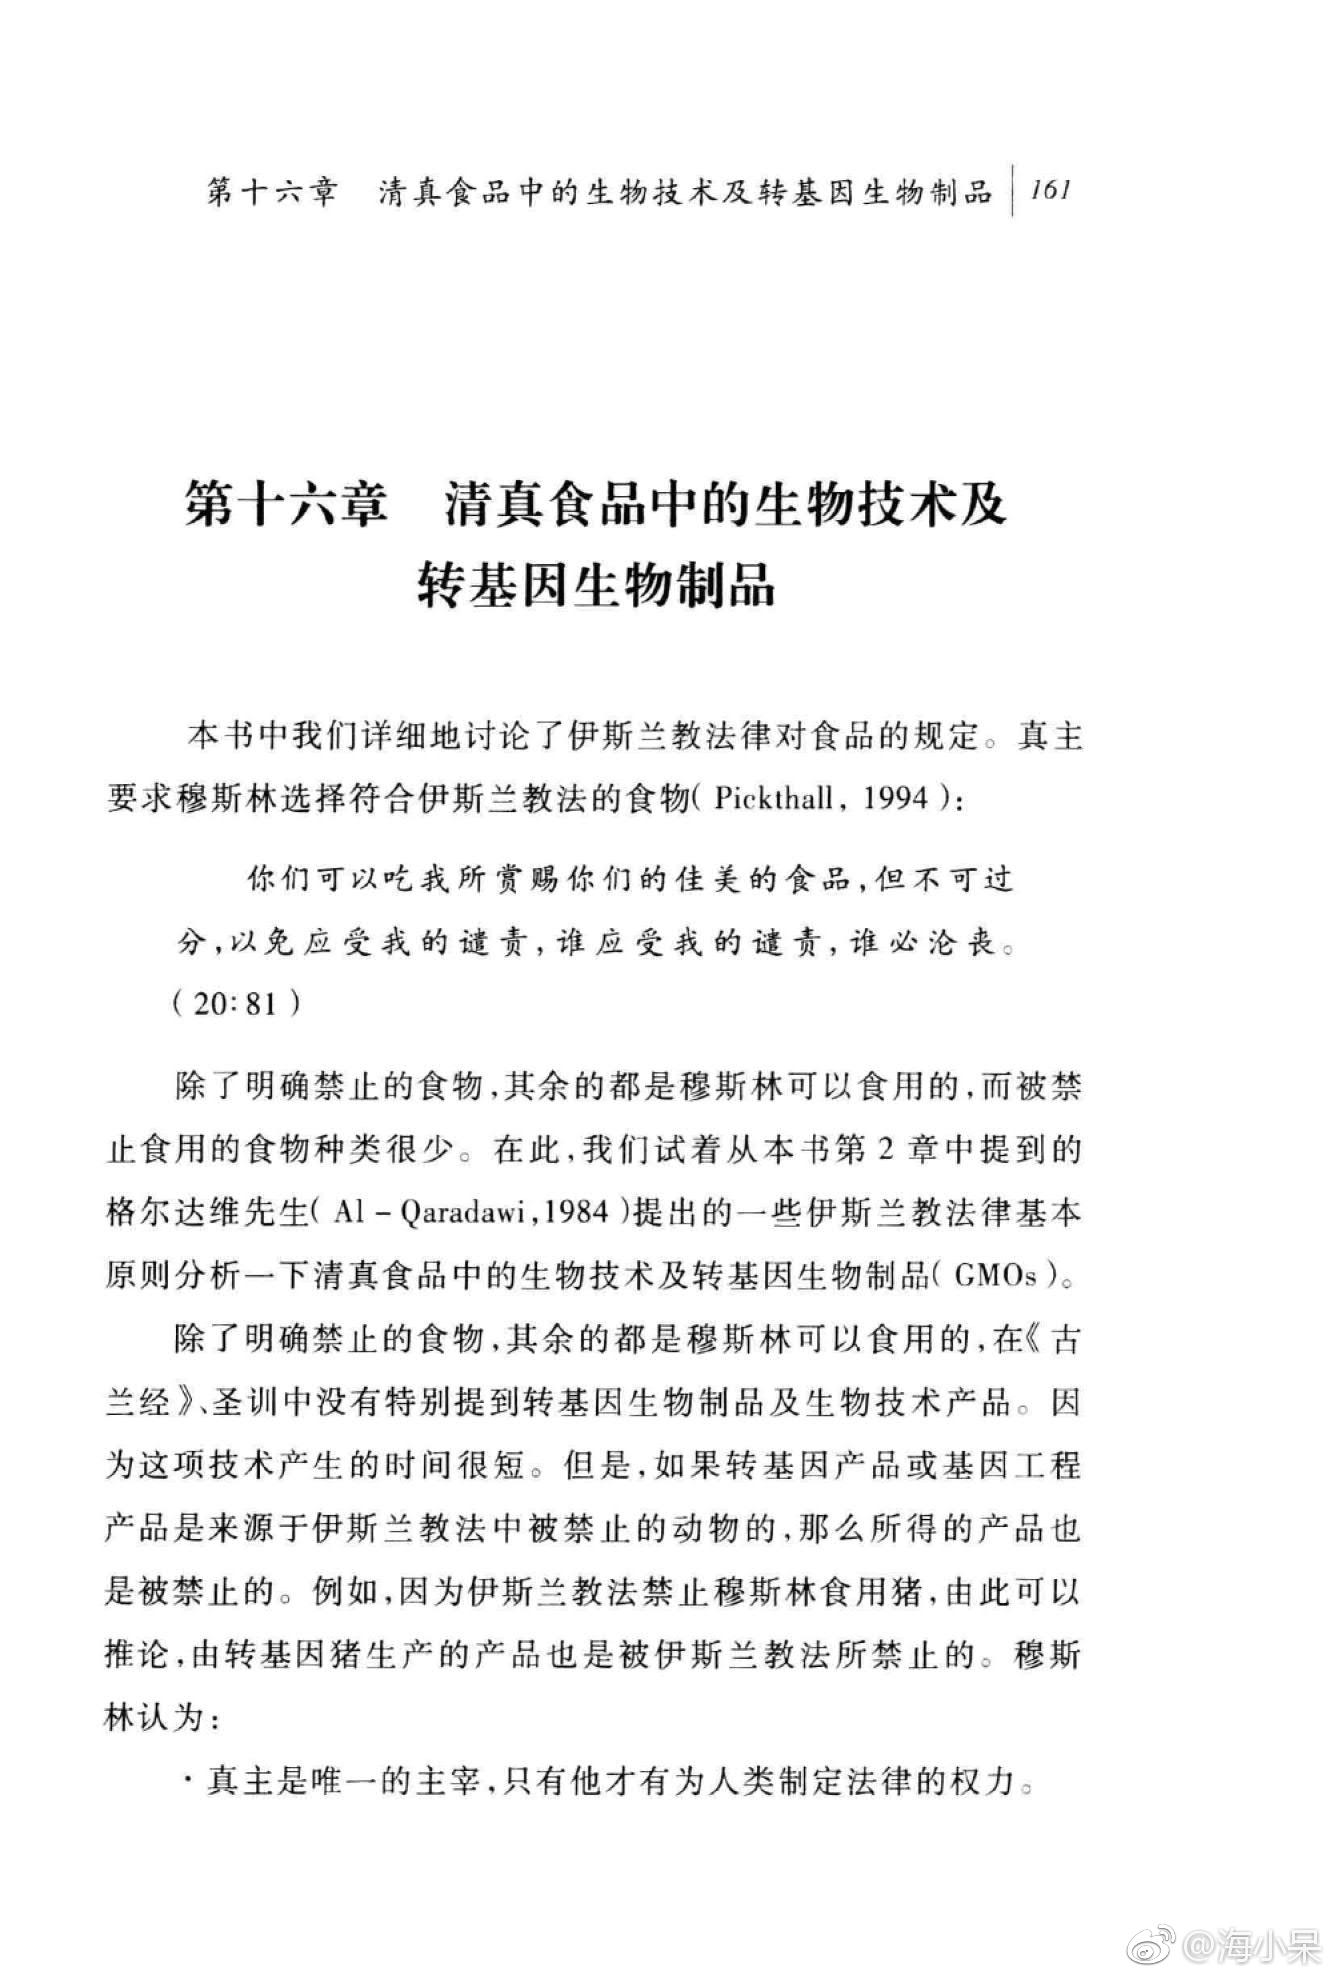 第十六章　清真食品中的生物技术及转基因生物制品 161
第十六章　清真食品中的生物技术及
转基因生物制品
本书中我们详细地讨论了伊斯兰教法律对食品的规定。真主
要求穆斯林选择符合伊斯兰教法的食物(Pickthall, 1994):
你们可以吃我所赏赐你们的佳美的食品,但不可过
分,以免应受我的谴责,谁应受我的谴责,谁必沦丧。
(20:81)
除了明确禁止的食物,其余的都是穆斯林可以食用的,而被禁
止食用的食物种类很少。在此,我们试着从本书第 2 章中提到的
格尔达维先生(Al－Qaradawi,1984)提出的一些伊斯兰教法律基本
原则分析一下清真食品中的生物技术及转基因生物制品(GMOs)。
除了明确禁止的食物,其余的都是穆斯林可以食用的,在《古
兰经》、圣训中没有特别提到转基因生物制品及生物技术产品。因
为这项技术产生的时间很短。但是,如果转基因产品或基因工程
产品是来源于伊斯兰教法中被禁止的动物的,那么所得的产品也
是被禁止的。例如,因为伊斯兰教法禁止穆斯林食用猪,由此可以
推论,由转基因猪生产的产品也是被伊斯兰教法所禁止的。穆斯
林认为:
·真主是唯一的主宰,只有他才有为人类制定法律的权力。
@海小呆